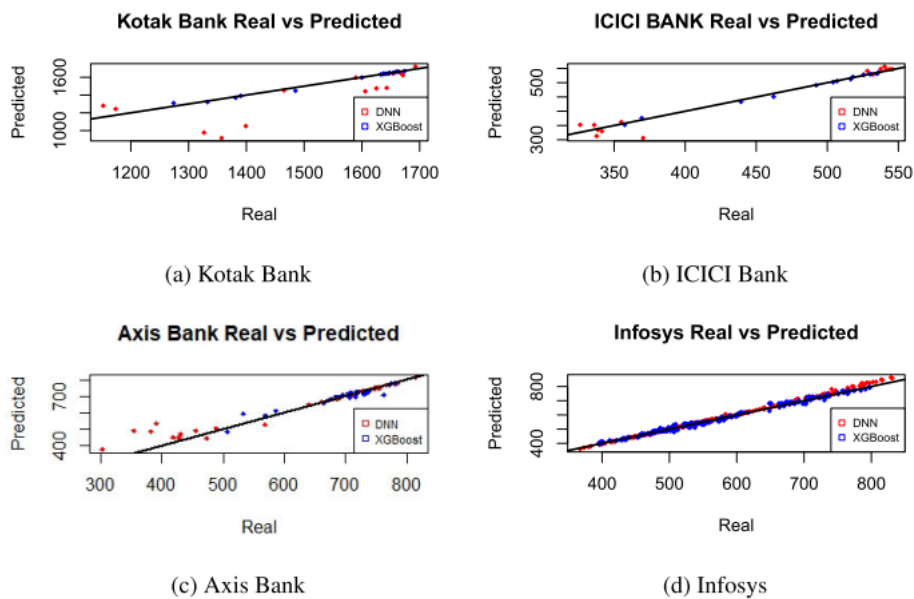 Kotak Bank Real vs Predicted
Predicted
1000 1600
DNN
XGBoost
1200 1300 1400 1500 1600 1700
Real
(a) Kotak Bank
ICICI BANK Real vs Predicted
Predicted
300 500
DNN
XGBoost
350 400 450 500 550
Real
(b) ICICI Bank
Axis Bank Real vs Predicted
Predicted
400 700
DNN
XGBoost
300 400 500 600 700 800
Real
(c) Axis Bank
Infosys Real vs Predicted
Predicted
400 800
DNN
XGBoost
400 500 600 700 800
Real
(d) Infosys